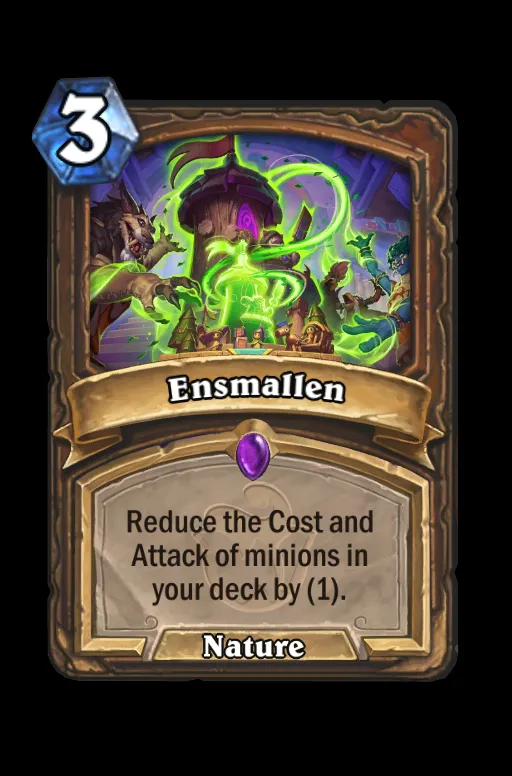 3
Ensmallen
Reduce the Cost and
Attack of minions in
your deck by (1).
Nature